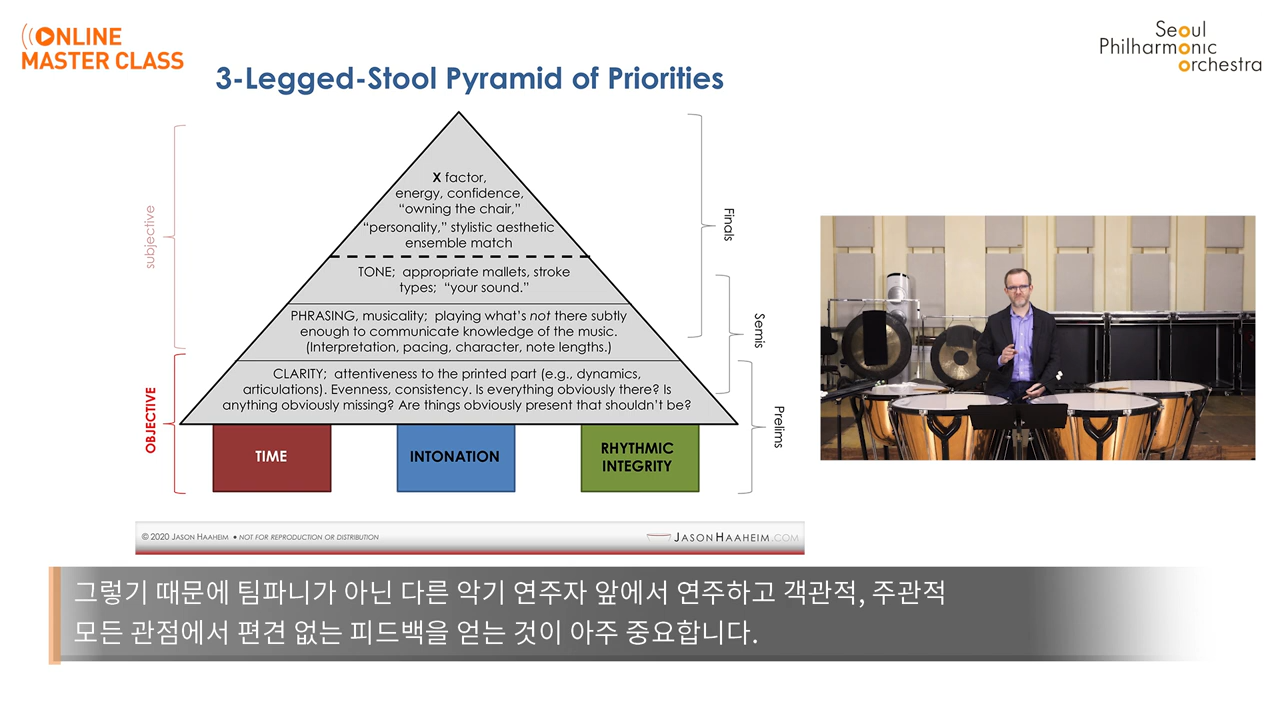 ONLINE
MASTER CLASS
Seoul
Philharmonic
orchestra
3-Legged-Stool Pyramid of Priorities
subjective
OBJECTIVE
X factor,
energy, confidence,
“owning the chair,”
“personality,” stylistic aesthetic
ensemble match
TONE; appropriate mallets, stroke
types; “your sound.”
PHRASING, musicality; playing what’s not there subtly
enough to communicate knowledge of the music.
(Interpretation, pacing, character, note lengths.)
CLARITY; attentiveness to the printed part (e.g., dynamics,
articulations). Evenness, consistency. Is everything obviously there? Is
anything obviously missing? Are things obviously present that shouldn’t be?
Finals
Semis
Prelims
TIME
INTONATION
RHYTHMIC
INTEGRITY
© 2020 JASON HAAHEIM • NOT FOR REPRODUCTION OR DISTRIBUTION
JASONHAAHEIM.COM
그렇기 때문에 팀파니가 아닌 다른 악기 연주자 앞에서 연주하고 객관적, 주관적
모든 관점에서 편견 없는 피드백을 얻는 것이 아주 중요합니다.